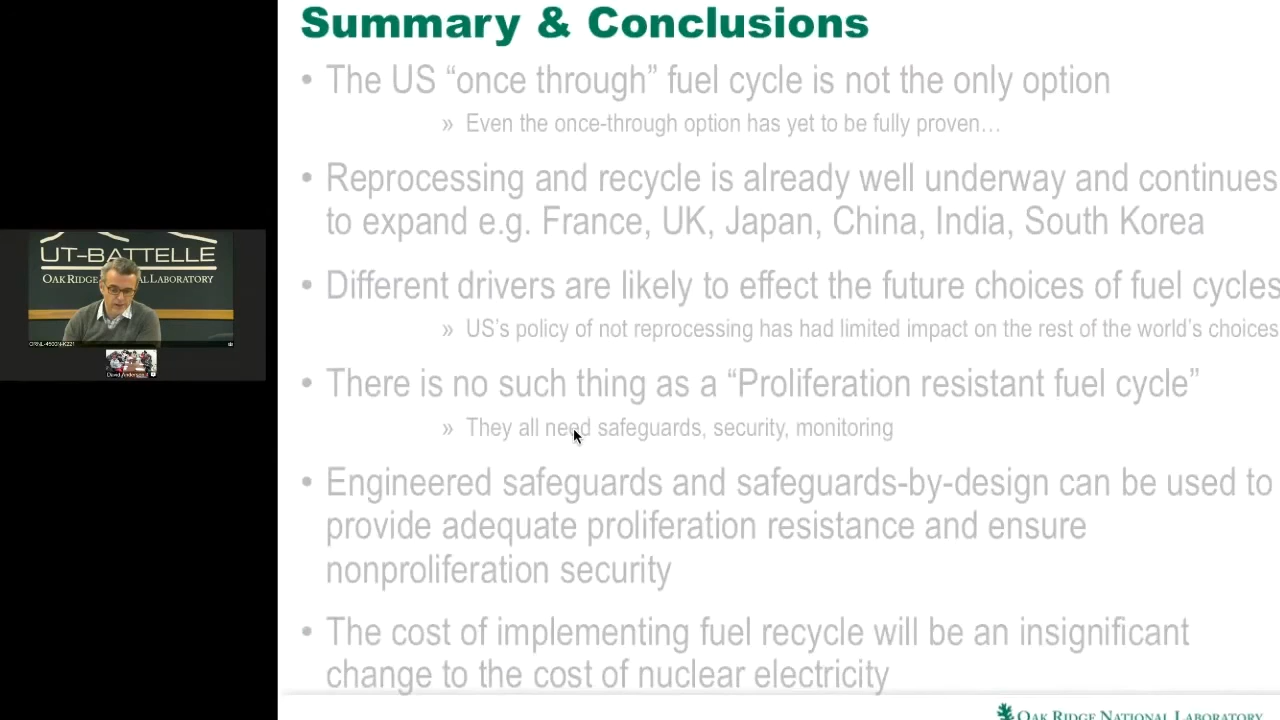 Summary & Conclusions
• The US “once through” fuel cycle is not the only option
» Even the once-through option has yet to be fully proven…
• Reprocessing and recycle is already well underway and continues
to expand e.g. France, UK, Japan, China, India, South Korea
• Different drivers are likely to effect the future choices of fuel cycles
» US’s policy of not reprocessing has had limited impact on the rest of the world’s choices
• There is no such thing as a “Proliferation resistant fuel cycle”
» They all need safeguards, security, monitoring
• Engineered safeguards and safeguards-by-design can be used to
provide adequate proliferation resistance and ensure
nonproliferation security
• The cost of implementing fuel recycle will be an insignificant
change to the cost of nuclear electricity
OAK RIDGE NATIONAL LABORATORY
UT-BATTELLE
OAK RIDGE NATIONAL LABORATORY
David Anderson